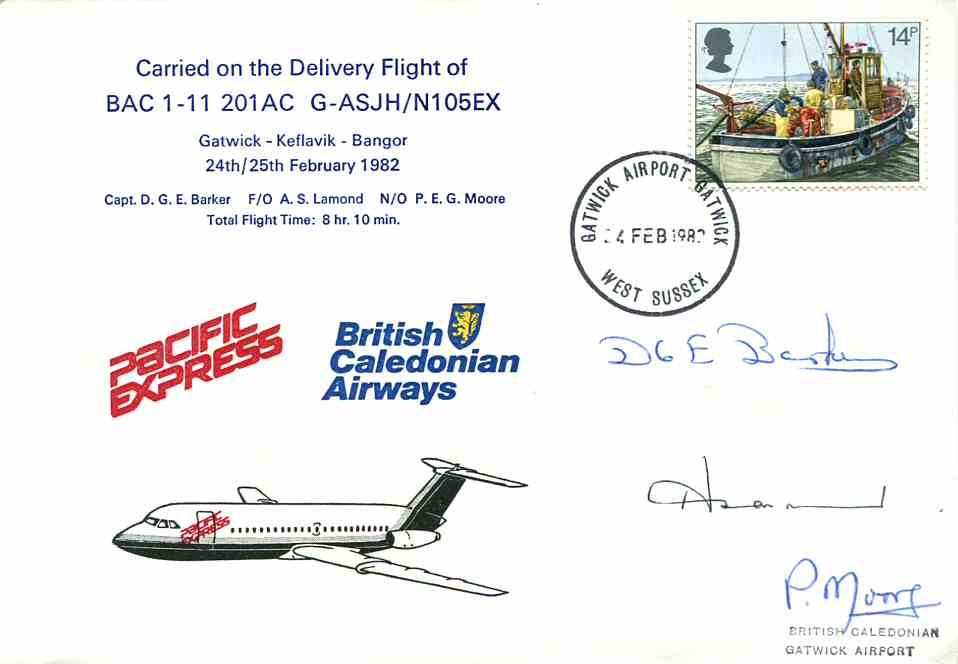 Carried on the Delivery Flight of
BAC 1-11 201AC G-ASJH/N105EX
Gatwick - Keflavik - Bangor
24th/25th February 1982
Capt. D. G. E. Barker F/O A. S. Lamond N/O P. E. G. Moore
Total Flight Time: 8 hr. 10 min.
14P
GATWICK AIRPORT-GATWICK
24 FEB 1982
WEST SUSSEX
PACIFIC
EXPRESS
British
Caledonian
Airways
D G E Barker
PACIFIC
EXPRESS
P. Moore
BRITISH CALEDONIAN
GATWICK AIRPORT